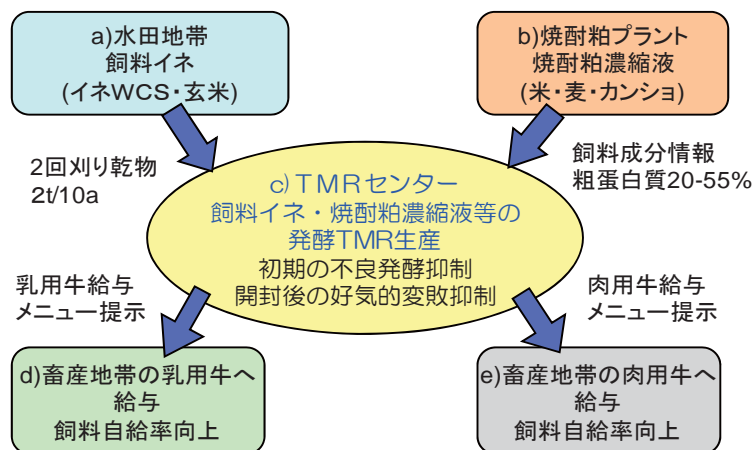 a)水田地帯
飼料イネ
(イネWCS・玄米)
b)焼酎粕プラント
焼酎粕濃縮液
(米・麦・カンショ)
2回刈り乾物
2t/10a
飼料成分情報
粗蛋白質20-55%
c)TMRセンター
飼料イネ・焼酎粕濃縮液等の
発酵TMR生産
初期の不良発酵抑制
開封後の好気的変敗抑制
乳用牛給与
メニュー提示
肉用牛給与
メニュー提示
d)畜産地帯の乳用牛へ
給与
飼料自給率向上
e)畜産地帯の肉用牛へ
給与
飼料自給率向上